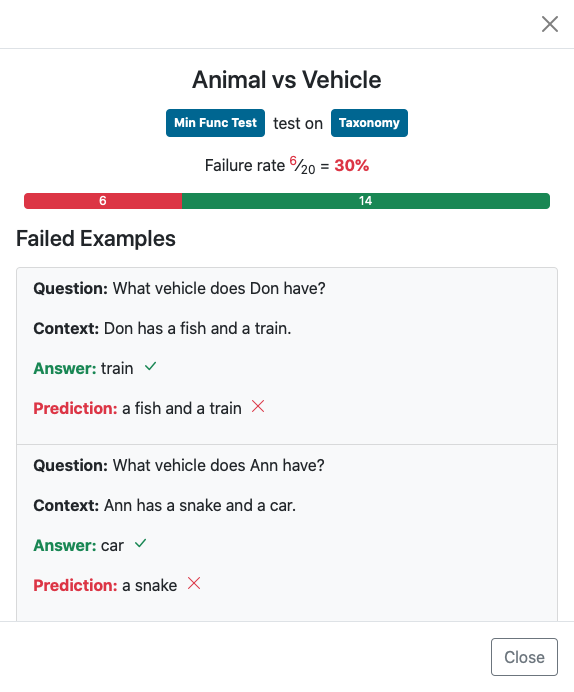 Animal vs Vehicle
Min Func Test test on Taxonomy
Failure rate 6/20 = 30%
6 14
Failed Examples
Question: What vehicle does Don have?
Context: Don has a fish and a train.
Answer: train ✓
Prediction: a fish and a train ✗
Question: What vehicle does Ann have?
Context: Ann has a snake and a car.
Answer: car ✓
Prediction: a snake ✗
Close